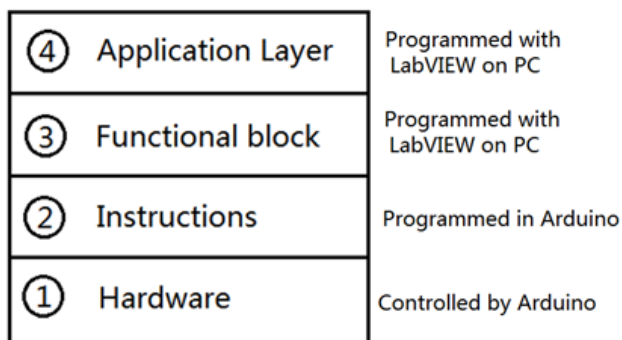 ④ Application Layer
Programmed with
LabVIEW on PC
③ Functional block
Programmed with
LabVIEW on PC
② Instructions
Programmed in Arduino
① Hardware
Controlled by Arduino